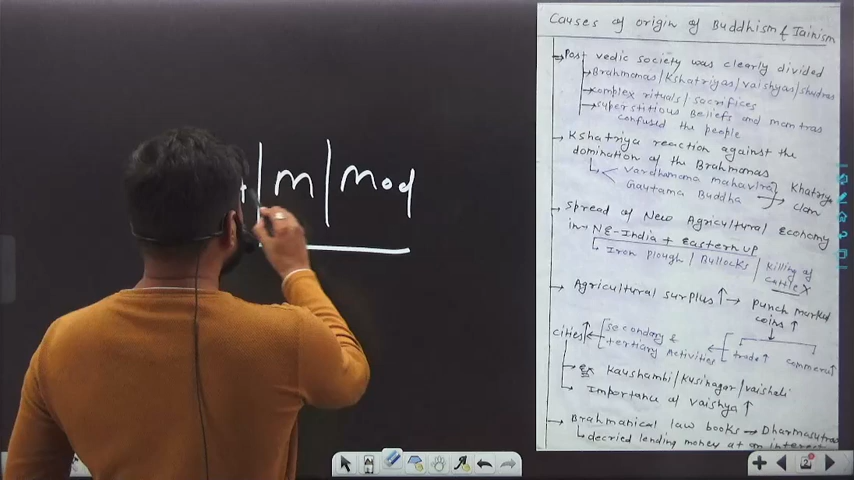 m | mod
Causes of origin of Buddhism & Jainism
Post vedic society was clearly divided
Brahmanas/Kshatriyas/vaishyas/shudras
complex rituals/sacrifices
superstitious Beliefs and mantras
confused the people
Kshatriya reaction against the
domination of the Brahmanas
Vardhamana mahavira
Gautama Buddha
Khatriya
clan
Spread of New Agricultural Economy
in NE-India + Eastern UP
Iron plough / Bullocks / killing of
cattle X
Agricultural surplus ↑ → punch marked
coins ↑
cities ↑
secondary &
tertiary Activities
trade ↑ commerce ↑
ex Kaushambi/Kusinagar/vaisheli
Importance of vaishya ↑
Brahmanical law books → Dharmasutras
decried lending money at an interest
2